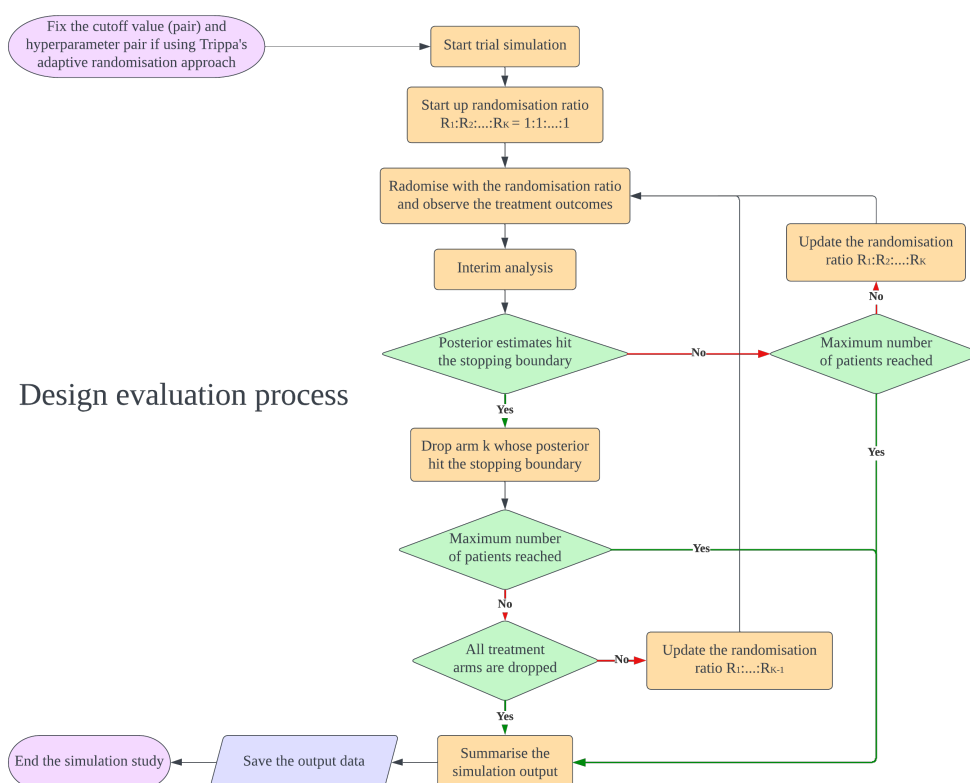 Fix the cutoff value (pair) and
hyperparameter pair if using Trippa's
adaptive randomisation approach
Start trial simulation
Start up randomisation ratio
R₁:R₂:...:Rₖ = 1:1:...:1
Radomise with the randomisation ratio
and observe the treatment outcomes
Update the randomisation
ratio R₁:R₂:...:Rₖ
Interim analysis
No
Posterior estimates hit
the stopping boundary
No
Maximum number
of patients reached
Design evaluation process
Yes
Drop arm k whose posterior
hit the stopping boundary
Yes
Maximum number
of patients reached
Yes
No
All treatment
arms are dropped
No
Update the randomisation
ratio R₁:...:Rₖ₋₁
Yes
End the simulation study
Save the output data
Summarise the
simulation output